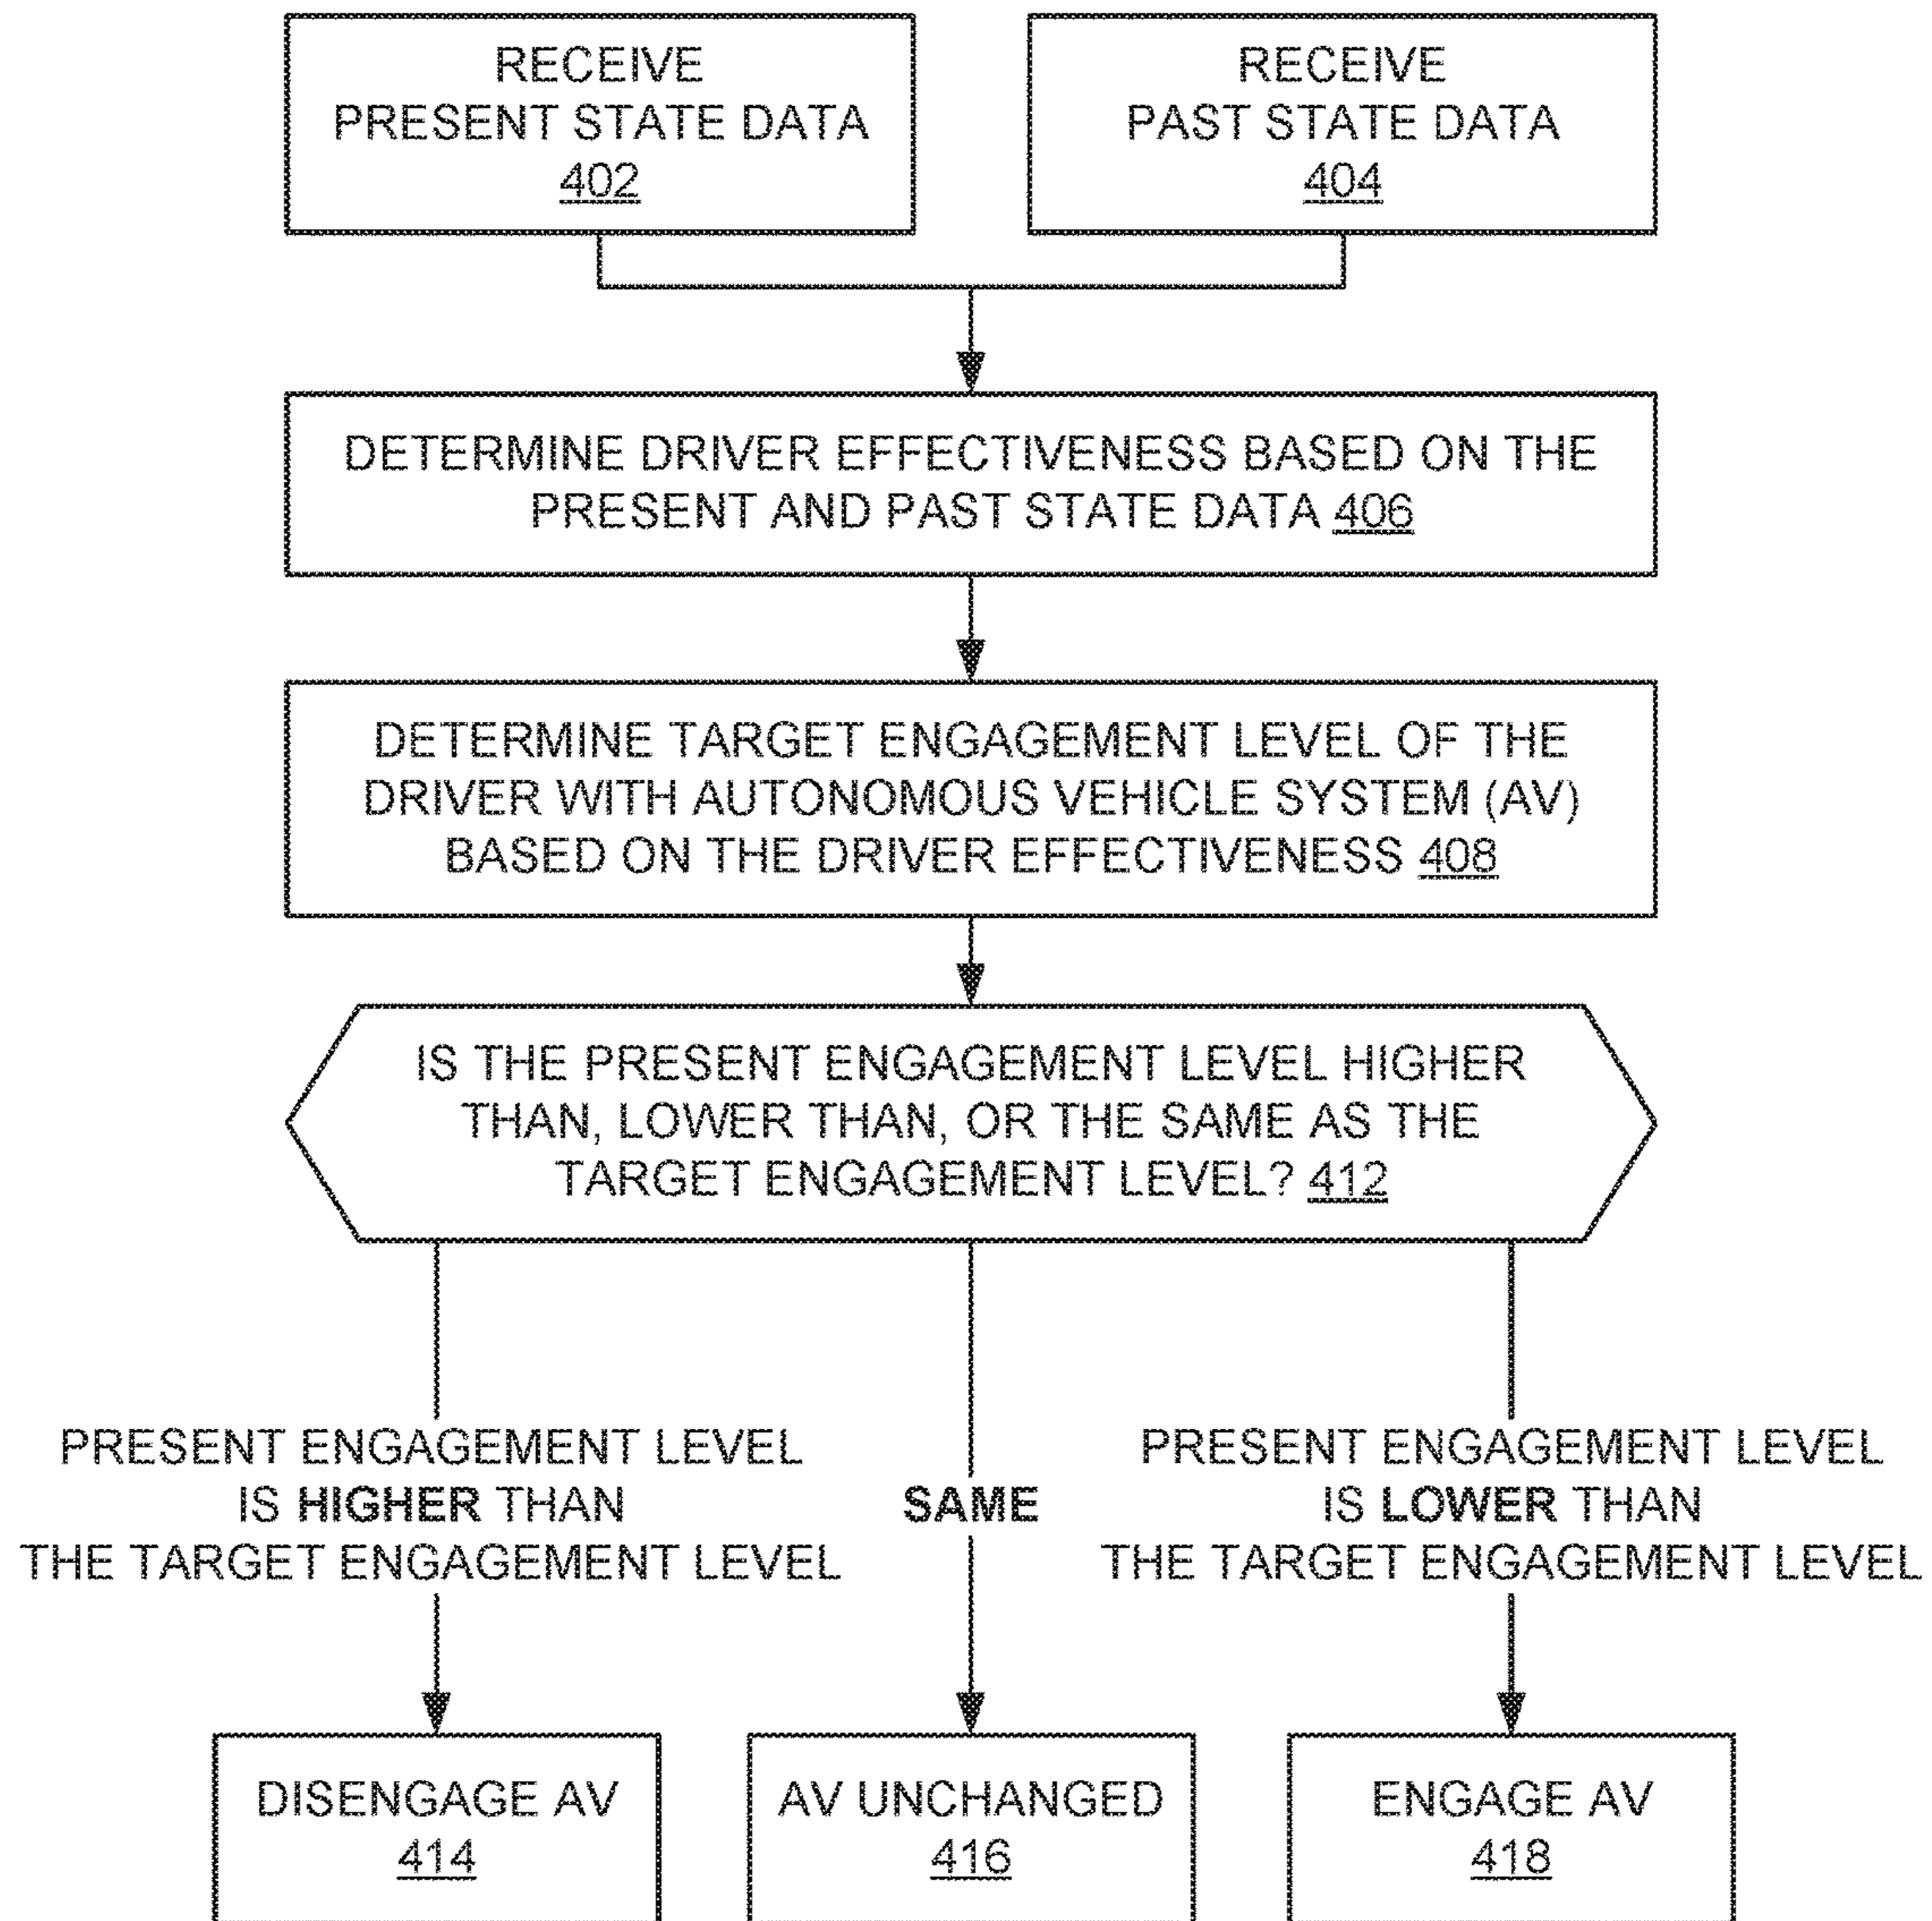 RECEIVE
PRESENT STATE DATA
402
RECEIVE
PAST STATE DATA
404
DETERMINE DRIVER EFFECTIVENESS BASED ON THE
PRESENT AND PAST STATE DATA 406
DETERMINE TARGET ENGAGEMENT LEVEL OF THE
DRIVER WITH AUTONOMOUS VEHICLE SYSTEM (AV)
BASED ON THE DRIVER EFFECTIVENESS 408
IS THE PRESENT ENGAGEMENT LEVEL HIGHER
THAN, LOWER THAN, OR THE SAME AS THE
TARGET ENGAGEMENT LEVEL? 412
PRESENT ENGAGEMENT LEVEL
IS HIGHER THAN
THE TARGET ENGAGEMENT LEVEL
SAME
PRESENT ENGAGEMENT LEVEL
IS LOWER THAN
THE TARGET ENGAGEMENT LEVEL
DISENGAGE AV
414
AV UNCHANGED
416
ENGAGE AV
418